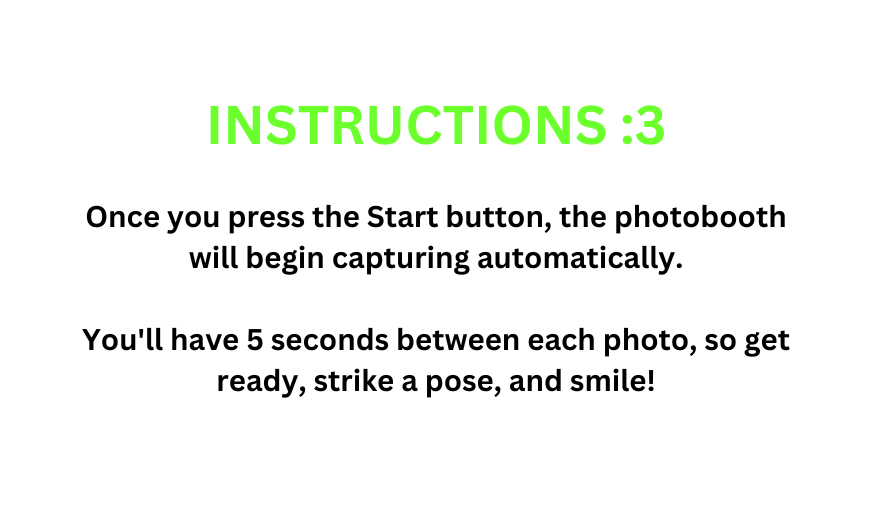 INSTRUCTIONS :3
Once you press the Start button, the photobooth
will begin capturing automatically.
You'll have 5 seconds between each photo, so get
ready, strike a pose, and smile!